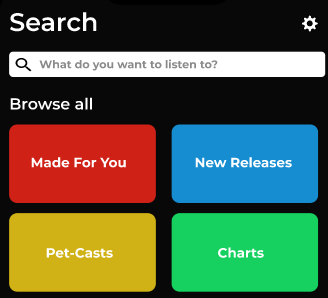 Search
What do you want to listen to?
Browse all
Made For You
New Releases
Pet-Casts
Charts